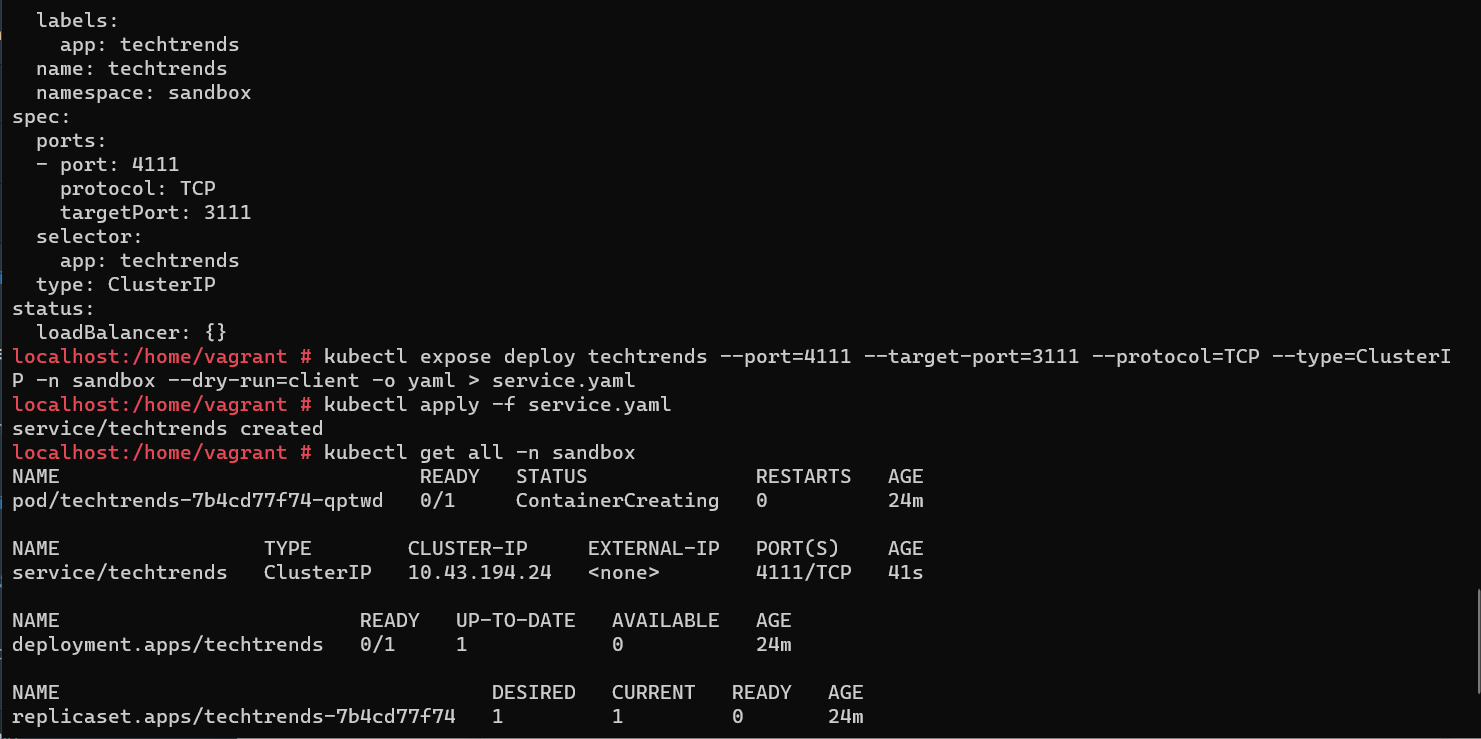 labels:
    app: techtrends
  name: techtrends
  namespace: sandbox
spec:
  ports:
  - port: 4111
    protocol: TCP
    targetPort: 3111
  selector:
    app: techtrends
  type: ClusterIP
status:
  loadBalancer: {}
localhost:/home/vagrant # kubectl expose deploy techtrends --port=4111 --target-port=3111 --protocol=TCP --type=ClusterI
P -n sandbox --dry-run=client -o yaml > service.yaml
localhost:/home/vagrant # kubectl apply -f service.yaml
service/techtrends created
localhost:/home/vagrant # kubectl get all -n sandbox
NAME                              READY   STATUS              RESTARTS   AGE
pod/techtrends-7b4cd77f74-qptwd   0/1     ContainerCreating   0          24m

NAME                 TYPE        CLUSTER-IP     EXTERNAL-IP   PORT(S)    AGE
service/techtrends   ClusterIP   10.43.194.24   <none>        4111/TCP   41s

NAME                         READY   UP-TO-DATE   AVAILABLE   AGE
deployment.apps/techtrends   0/1     1            0           24m

NAME                                    DESIRED   CURRENT   READY   AGE
replicaset.apps/techtrends-7b4cd77f74   1         1         0       24m